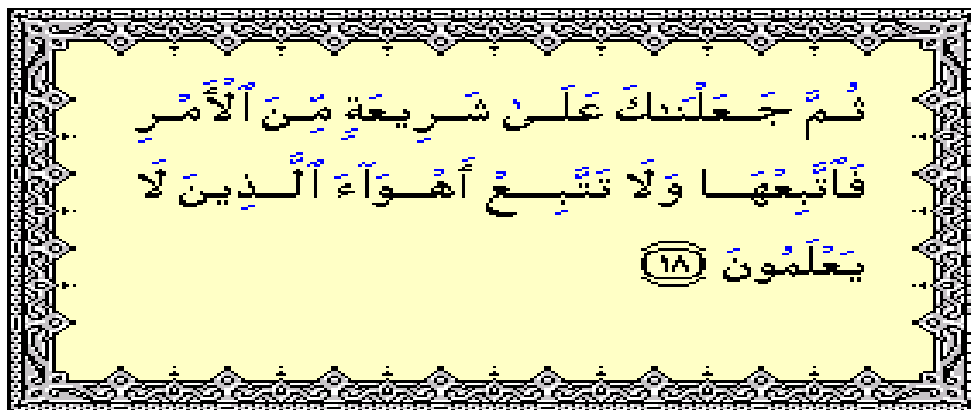 ثُمَّ جَعَلْنَـٰكَ عَلَىٰ شَرِيعَةٍ مِّنَ ٱلْأَمْرِ
فَٱتَّبِعْهَا وَلَا تَتَّبِعْ أَهْوَآءَ ٱلَّذِينَ لَا
يَعْلَمُونَ ١٨